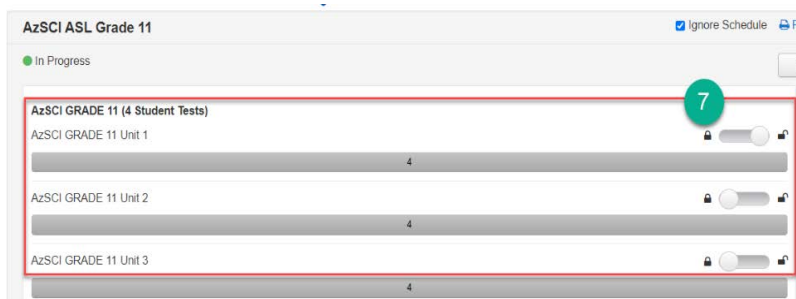 AzSCI ASL Grade 11
Ignore Schedule
In Progress
7
AzSCI GRADE 11 (4 Student Tests)
AzSCI GRADE 11 Unit 1
4
AzSCI GRADE 11 Unit 2
4
AzSCI GRADE 11 Unit 3
4